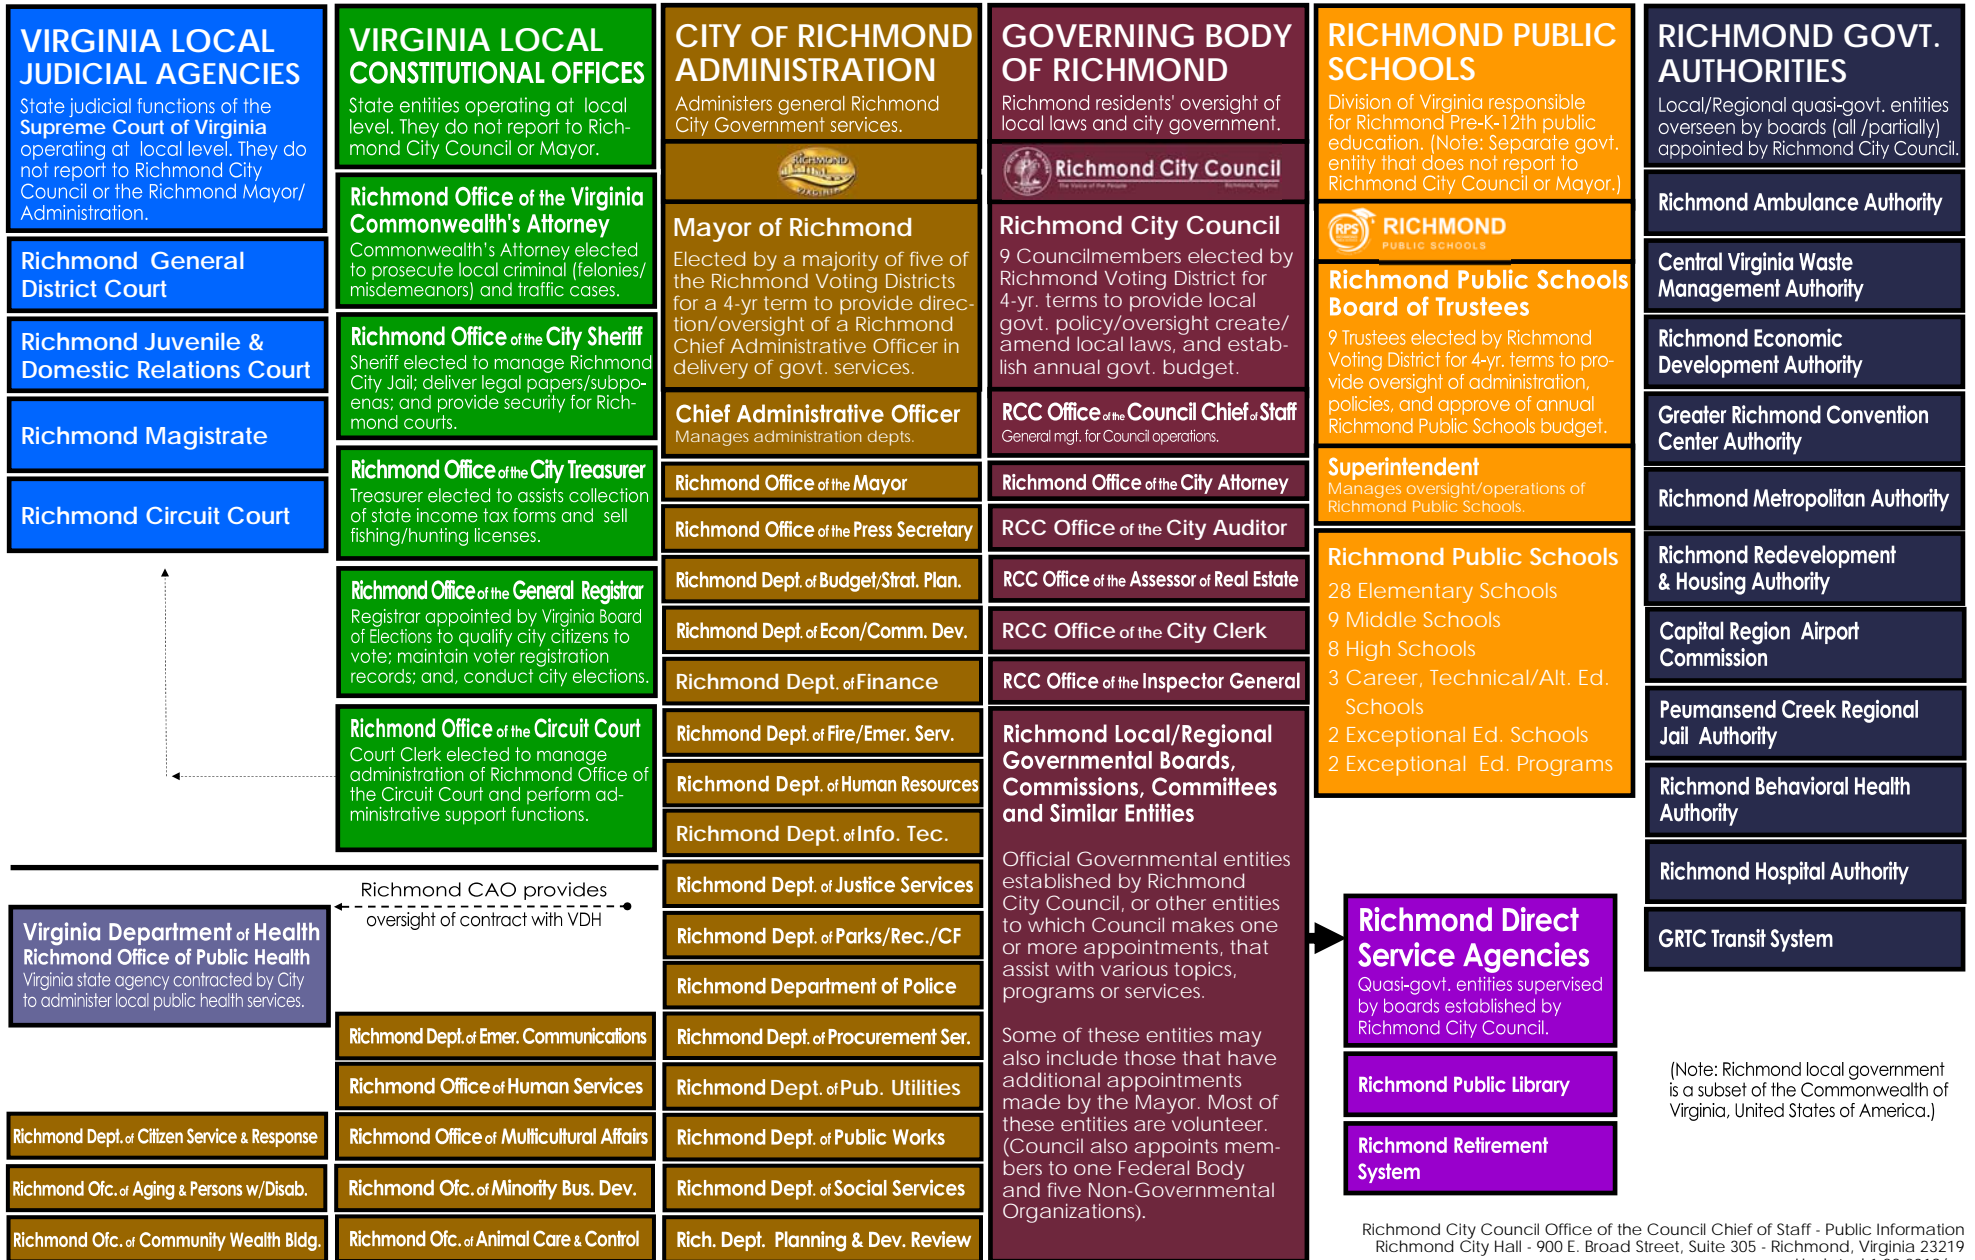 VIRGINIA LOCAL
JUDICIAL AGENCIES
State judicial functions of the
Supreme Court of Virginia
operating at local level. They do
not report to Richmond City
Council or the Richmond Mayor/
Administration.
Richmond General
District Court
Richmond Juvenile &
Domestic Relations Court
Richmond Magistrate
Richmond Circuit Court
VIRGINIA LOCAL
CONSTITUTIONAL OFFICES
State entities operating at local
level. They do not report to Rich-
mond City Council or Mayor.
Richmond Office of the Virginia
Commonwealth's Attorney
Commonwealth's Attorney elected
to prosecute local criminal (felonies/
misdemeanors) and traffic cases.
Richmond Office of the City Sheriff
Sheriff elected to manage Richmond
City Jail; deliver legal papers/subpo-
enas; and provide security for Rich-
mond courts.
Richmond Office of the City Treasurer
Treasurer elected to assists collection
of state income tax forms and sell
fishing/hunting licenses.
Richmond Office of the General Registrar
Registrar appointed by Virginia Board
of Elections to qualify city citizens to
vote; maintain voter registration
records; and, conduct city elections.
Richmond Office of the Circuit Court
Court Clerk elected to manage
administration of Richmond Office of
the Circuit Court and perform ad-
ministrative support functions.
Richmond CAO provides
oversight of contract with VDH
Virginia Department of Health
Richmond Office of Public Health
Virginia state agency contracted by City
to administer local public health services.
Richmond Dept. of Emer. Communications
Richmond Office of Human Services
Richmond Dept. of Citizen Service & Response
Richmond Office of Multicultural Affairs
Richmond Ofc. of Aging & Persons w/Disab.
Richmond Ofc. of Minority Bus. Dev.
Richmond Ofc. of Community Wealth Bldg.
Richmond Ofc. of Animal Care & Control
CITY OF RICHMOND
ADMINISTRATION
Administers general Richmond
City Government services.
RICHMOND
VIRGINIA
Mayor of Richmond
Elected by a majority of five of
the Richmond Voting Districts
for a 4-yr term to provide direc-
tion/oversight of a Richmond
Chief Administrative Officer in
delivery of govt. services.
Chief Administrative Officer
Manages administration depts.
Richmond Office of the Mayor
Richmond Office of the Press Secretary
Richmond Dept. of Budget/Strat. Plan.
Richmond Dept. of Econ/Comm. Dev.
Richmond Dept. of Finance
Richmond Dept. of Fire/Emer. Serv.
Richmond Dept. of Human Resources
Richmond Dept. of Info. Tec.
Richmond Dept. of Justice Services
Richmond Dept. of Parks/Rec./CF
Richmond Department of Police
Richmond Dept. of Procurement Ser.
Richmond Dept. of Pub. Utilities
Richmond Dept. of Public Works
Richmond Dept. of Social Services
Rich. Dept. Planning & Dev. Review
GOVERNING BODY
OF RICHMOND
Richmond residents' oversight of
local laws and city government.
Richmond City Council
The Voice of the People Richmond, Virginia
Richmond City Council
9 Councilmembers elected by
Richmond Voting District for
4-yr. terms to provide local
govt. policy/oversight create/
amend local laws, and estab-
lish annual govt. budget.
RCC Office of the Council Chief of Staff
General mgt. for Council operations.
Richmond Office of the City Attorney
RCC Office of the City Auditor
RCC Office of the Assessor of Real Estate
RCC Office of the City Clerk
RCC Office of the Inspector General
Richmond Local/Regional
Governmental Boards,
Commissions, Committees
and Similar Entities
Official Governmental entities
established by Richmond
City Council, or other entities
to which Council makes one
or more appointments, that
assist with various topics,
programs or services.
Some of these entities may
also include those that have
additional appointments
made by the Mayor. Most of
these entities are volunteer.
(Council also appoints mem-
bers to one Federal Body
and five Non-Governmental
Organizations).
RICHMOND PUBLIC
SCHOOLS
Division of Virginia responsible
for Richmond Pre-K-12th public
education. (Note: Separate govt.
entity that does not report to
Richmond City Council or Mayor.)
RPS RICHMOND
PUBLIC SCHOOLS
Richmond Public Schools
Board of Trustees
9 Trustees elected by Richmond
Voting District for 4-yr. terms to pro-
vide oversight of administration,
policies, and approve of annual
Richmond Public Schools budget.
Superintendent
Manages oversight/operations of
Richmond Public Schools.
Richmond Public Schools
28 Elementary Schools
9 Middle Schools
8 High Schools
3 Career, Technical/Alt. Ed.
Schools
2 Exceptional Ed. Schools
2 Exceptional Ed. Programs
Richmond Direct
Service Agencies
Quasi-govt. entities supervised
by boards established by
Richmond City Council.
Richmond Public Library
Richmond Retirement
System
RICHMOND GOVT.
AUTHORITIES
Local/Regional quasi-govt. entities
overseen by boards (all /partially)
appointed by Richmond City Council.
Richmond Ambulance Authority
Central Virginia Waste
Management Authority
Richmond Economic
Development Authority
Greater Richmond Convention
Center Authority
Richmond Metropolitan Authority
Richmond Redevelopment
& Housing Authority
Capital Region Airport
Commission
Peumansend Creek Regional
Jail Authority
Richmond Behavioral Health
Authority
Richmond Hospital Authority
GRTC Transit System
(Note: Richmond local government
is a subset of the Commonwealth of
Virginia, United States of America.)
Richmond City Council Office of the Council Chief of Staff - Public Information
Richmond City Hall - 900 E. Broad Street, Suite 305 - Richmond, Virginia 23219